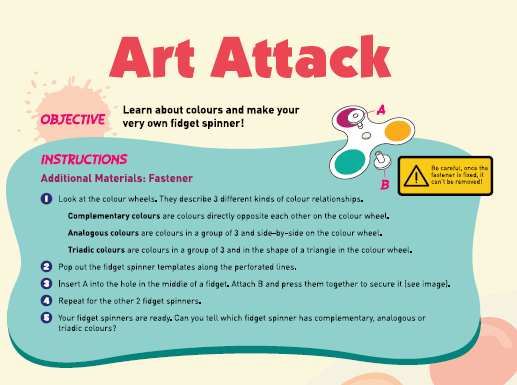 Art Attack
OBJECTIVE
Learn about colours and make your
very own fidget spinner!
A
B
Be careful, once the
fastener is fixed, it
can't be removed!
INSTRUCTIONS
Additional Materials: Fastener
1 Look at the colour wheels. They describe 3 different kinds of colour relationships.
Complementary colours are colours directly opposite each other on the colour wheel.
Analogous colours are colours in a group of 3 and side-by-side on the colour wheel.
Triadic colours are colours in a group of 3 and in the shape of a triangle in the colour wheel.
2 Pop out the fidget spinner templates along the perforated lines.
3 Insert A into the hole in the middle of a fidget. Attach B and press them together to secure it (see image).
4 Repeat for the other 2 fidget spinners.
5 Your fidget spinners are ready. Can you tell which fidget spinner has complementary, analogous or
triadic colours?